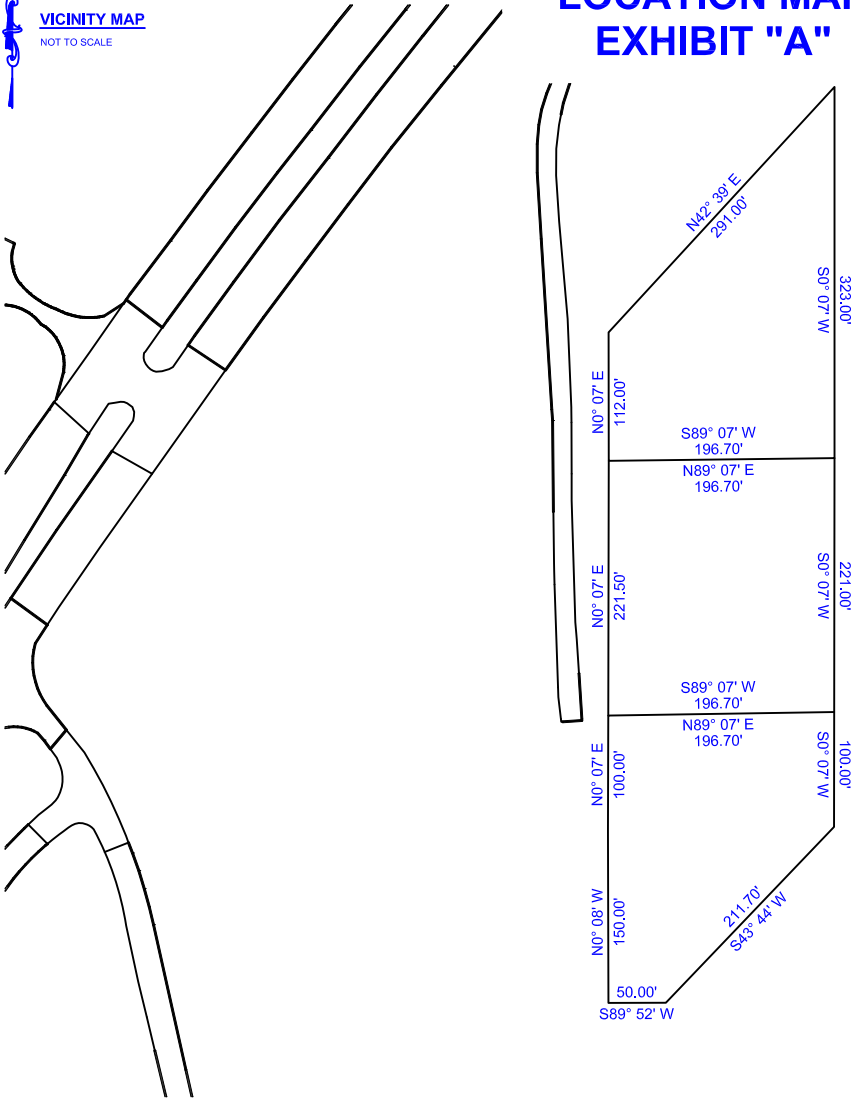 VICINITY MAP
NOT TO SCALE
LOCATION MAP
EXHIBIT "A"
N42° 39' E
291.00'
323.00'
S0° 07' W
N0° 07' E
112.00'
S89° 07' W
196.70'
N89° 07' E
196.70'
N0° 07' E
221.50'
221.00'
S0° 07' W
S89° 07' W
196.70'
N89° 07' E
196.70'
N0° 07' E
100.00'
100.00'
S0° 07' W
N0° 08' W
150.00'
211.70'
S43° 44' W
50.00'
S89° 52' W